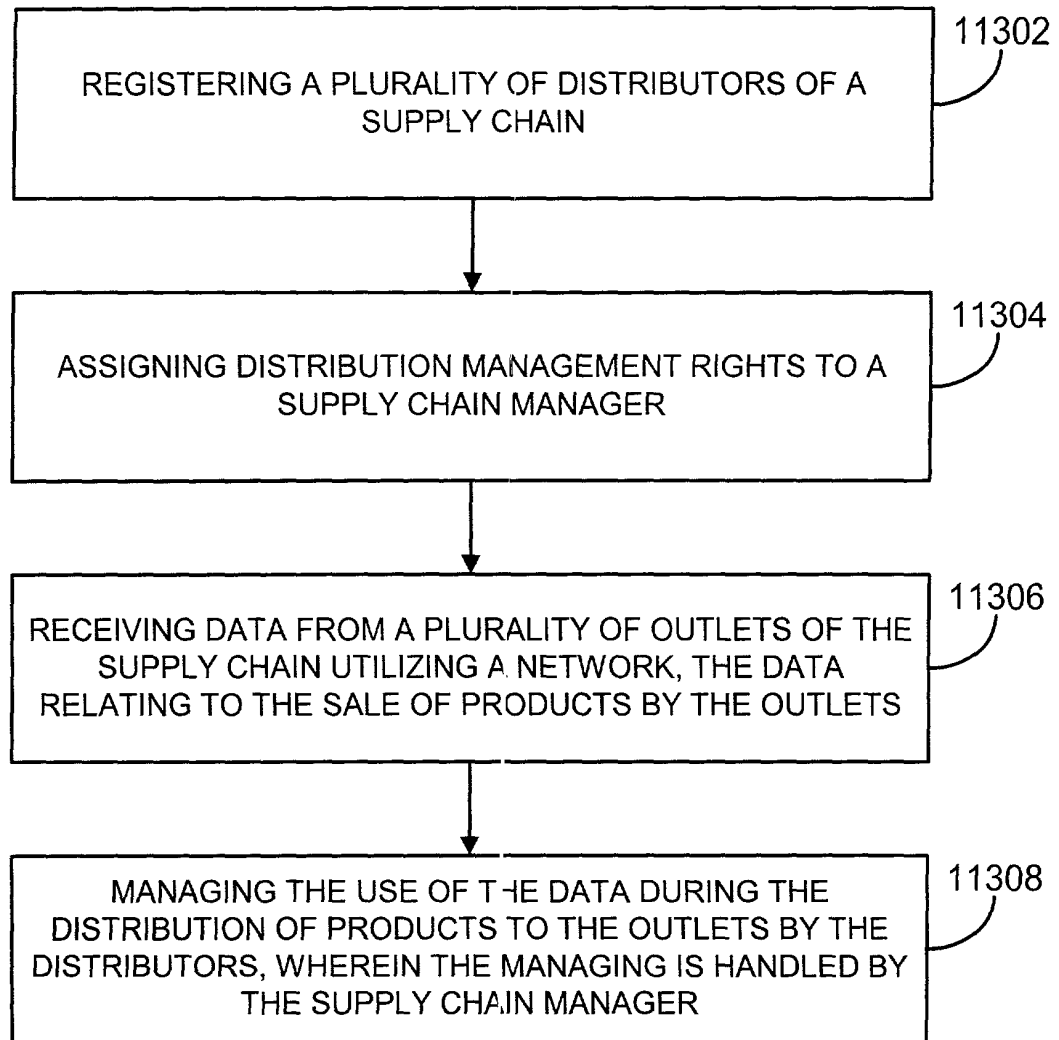 11302
REGISTERING A PLURALITY OF DISTRIBUTORS OF A
SUPPLY CHAIN
11304
ASSIGNING DISTRIBUTION MANAGEMENT RIGHTS TO A
SUPPLY CHAIN MANAGER
11306
RECEIVING DATA FROM A PLURALITY OF OUTLETS OF THE
SUPPLY CHAIN UTILIZING A NETWORK, THE DATA
RELATING TO THE SALE OF PRODUCTS BY THE OUTLETS
11308
MANAGING THE USE OF THE DATA DURING THE
DISTRIBUTION OF PRODUCTS TO THE OUTLETS BY THE
DISTRIBUTORS, WHEREIN THE MANAGING IS HANDLED BY
THE SUPPLY CHAIN MANAGER